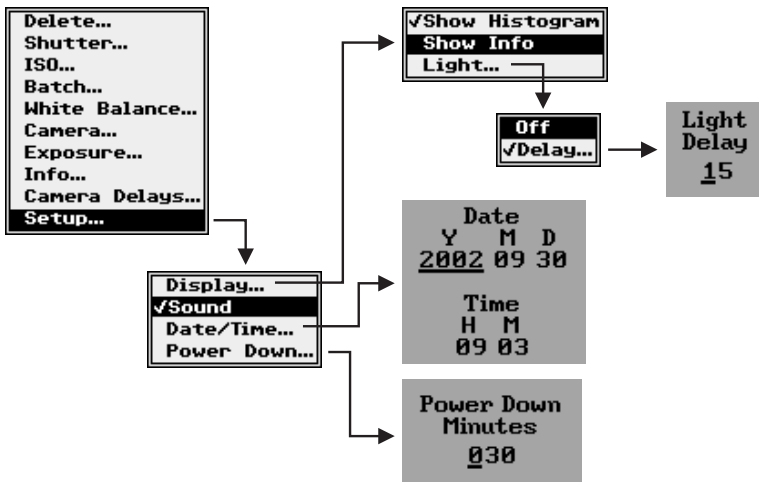 Delete...
Shutter...
ISO...
Batch...
White Balance...
Camera...
Exposure...
Info...
Camera Delays...
Setup...
√Show Histogram
Show Info
Light...
Off
√Delay...
Light
Delay
15
Display...
√Sound
Date/Time...
Power Down...
Date
Y M D
2002 09 30
Time
H M
09 03
Power Down
Minutes
030